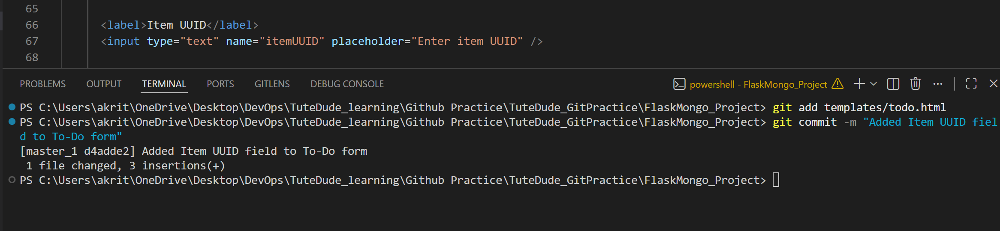 65
66 <label>Item UUID</label>
67 <input type="text" name="itemUUID" placeholder="Enter item UUID" />
68
PROBLEMS OUTPUT TERMINAL PORTS GITLENS DEBUG CONSOLE powershell - FlaskMongo_Project
PS C:\Users\akrit\OneDrive\Desktop\DevOps\TuteDude_learning\Github Practice\TuteDude_GitPractice\FlaskMongo_Project> git add templates/todo.html
PS C:\Users\akrit\OneDrive\Desktop\DevOps\TuteDude_learning\Github Practice\TuteDude_GitPractice\FlaskMongo_Project> git commit -m "Added Item UUID fiel
d to To-Do form"
[master_1 d4adde2] Added Item UUID field to To-Do form
1 file changed, 3 insertions(+)
PS C:\Users\akrit\OneDrive\Desktop\DevOps\TuteDude_learning\Github Practice\TuteDude_GitPractice\FlaskMongo_Project>